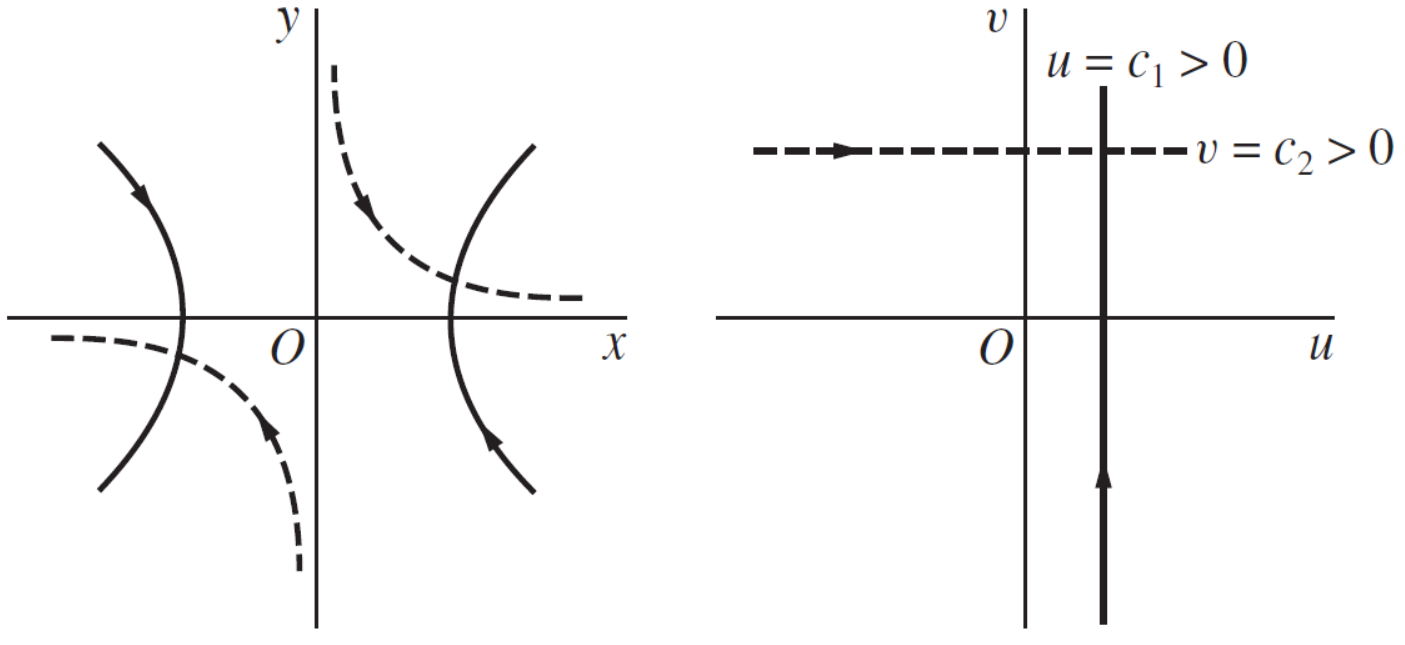 y
O
x
v
u = c₁ > 0
v = c₂ > 0
O
u